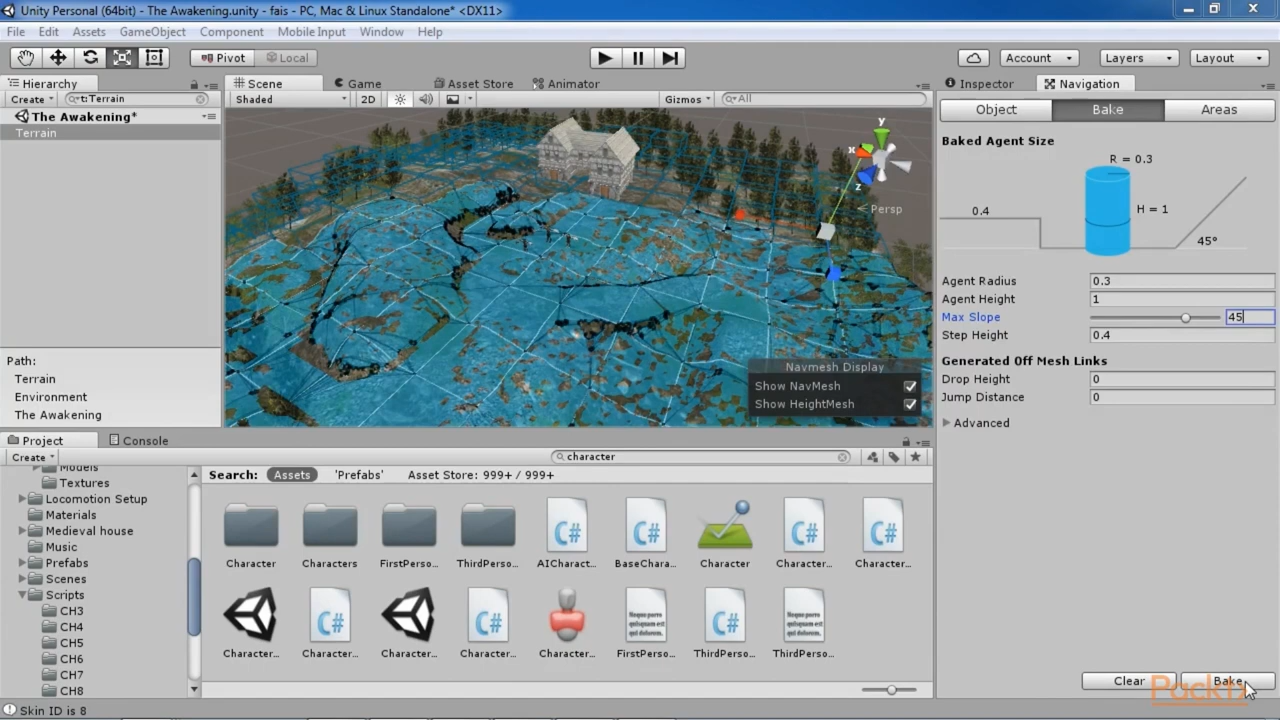 Unity Personal (64bit) - The Awakening.unity - fais - PC, Mac & Linux Standalone* <DX11>
File Edit Assets GameObject Component Mobile Input Window Help
Pivot Local Account Layers Layout
Hierarchy
Create t:Terrain
The Awakening*
Terrain
Path:
Terrain
Environment
The Awakening
Scene Game Asset Store Animator
Shaded 2D Gizmos All
y
x
z
Persp
Navmesh Display
Show NavMesh
Show HeightMesh
Inspector Navigation
Object Bake Areas
Baked Agent Size
R = 0.3
0.4
H = 1
45°
Agent Radius 0.3
Agent Height 1
Max Slope 45
Step Height 0.4
Generated Off Mesh Links
Drop Height 0
Jump Distance 0
Advanced
Clear Bake
Project Console
Create character
Models
Textures
Locomotion Setup
Materials
Medieval house
Music
Prefabs
Scenes
Scripts
CH3
CH4
CH5
CH6
CH7
CH8
Search: Assets 'Prefabs' Asset Store: 999+ / 999+
Character Characters FirstPerso... ThirdPerso... AICharact... BaseChara... Character Character... Character...
Character... Character... Character... Character... Character... FirstPerso... ThirdPerso... ThirdPerso...
Skin ID is 8